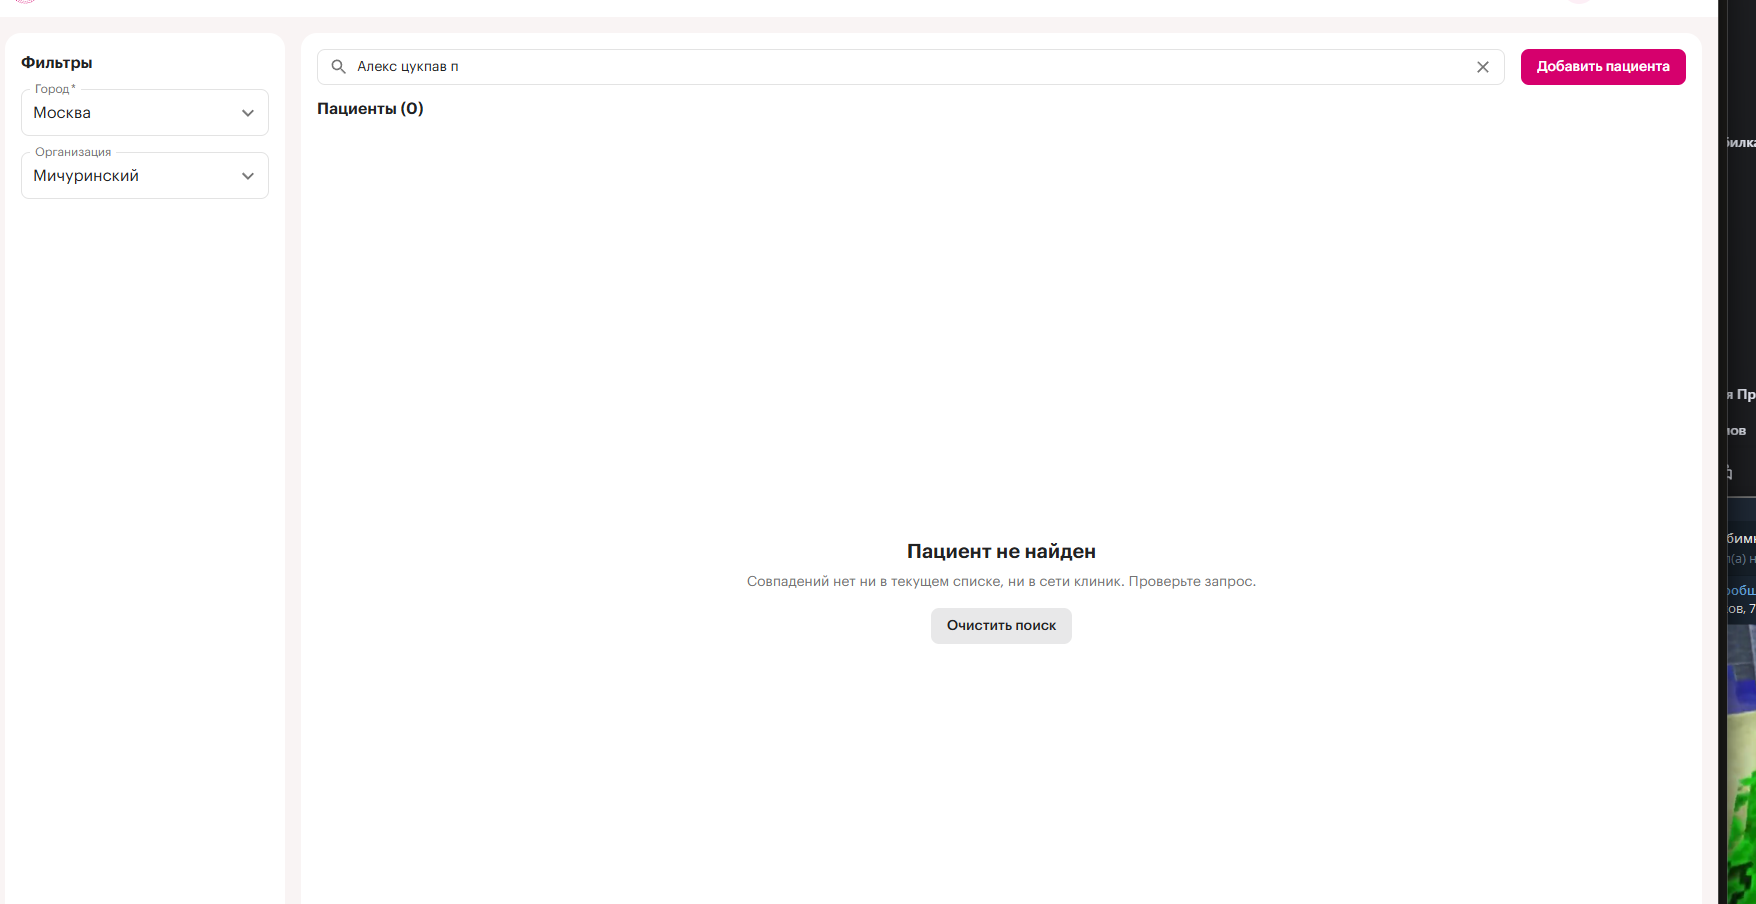 Фильтры
Город*
Москва
Организация
Мичуринский
Алекс цукпав п
Добавить пациента
Пациенты (0)
Пациент не найден
Совпадений нет ни в текущем списке, ни в сети клиник. Проверьте запрос.
Очистить поиск
я Пр